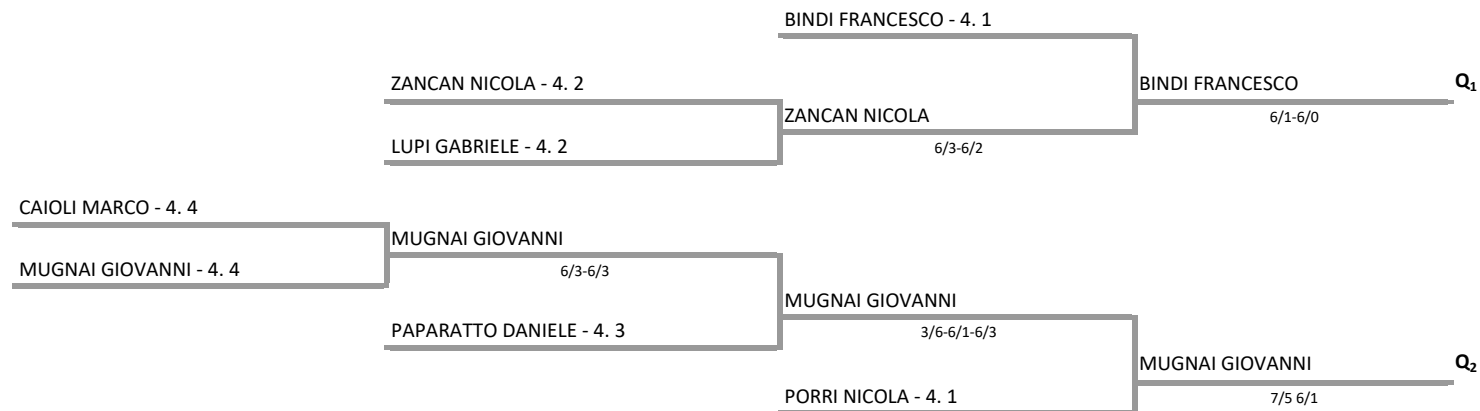 BINDI FRANCESCO - 4. 1
ZANCAN NICOLA - 4. 2
BINDI FRANCESCO
Q1
ZANCAN NICOLA
6/1-6/0
LUPI GABRIELE - 4. 2
6/3-6/2
CAIOLI MARCO - 4. 4
MUGNAI GIOVANNI
MUGNAI GIOVANNI - 4. 4
6/3-6/3
MUGNAI GIOVANNI
PAPARATTO DANIELE - 4. 3
3/6-6/1-6/3
MUGNAI GIOVANNI
Q2
PORRI NICOLA - 4. 1
7/5 6/1